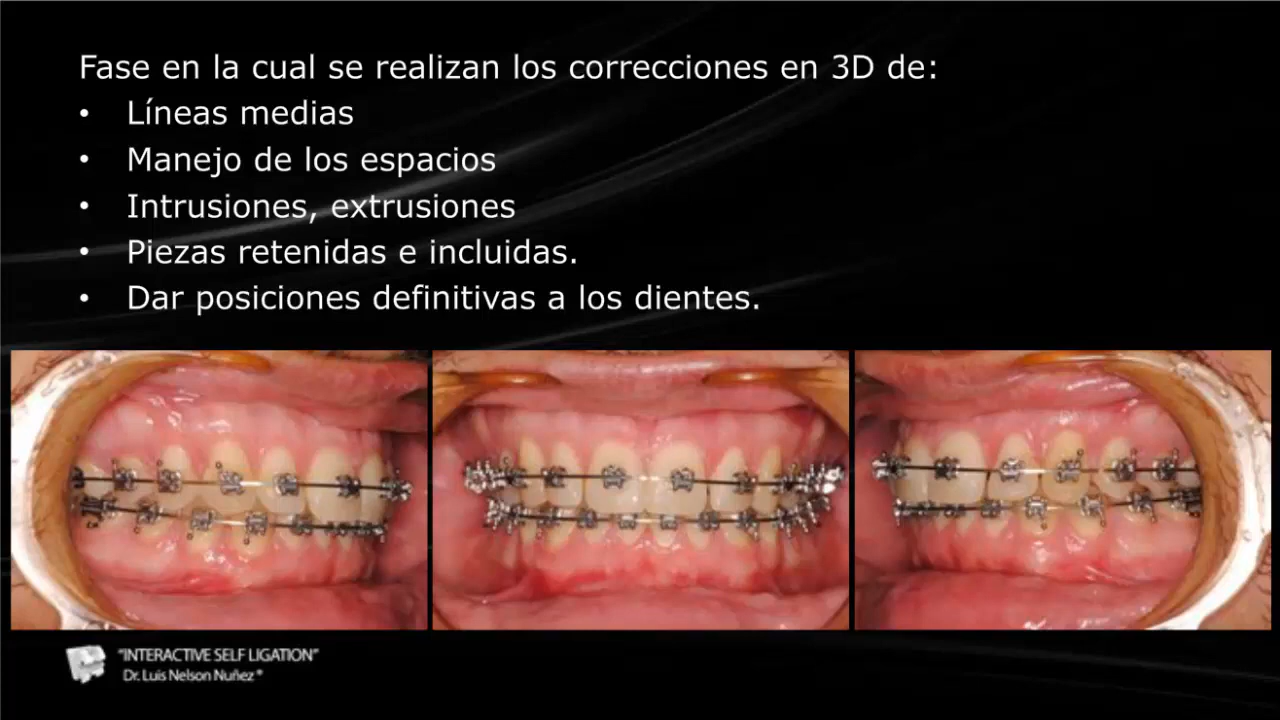 Fase en la cual se realizan los correcciones en 3D de:
• Líneas medias
• Manejo de los espacios
• Intrusiones, extrusiones
• Piezas retenidas e incluidas.
• Dar posiciones definitivas a los dientes.
“INTERACTIVE SELF LIGATION”
Dr. Luis Nelson Nuñez ®